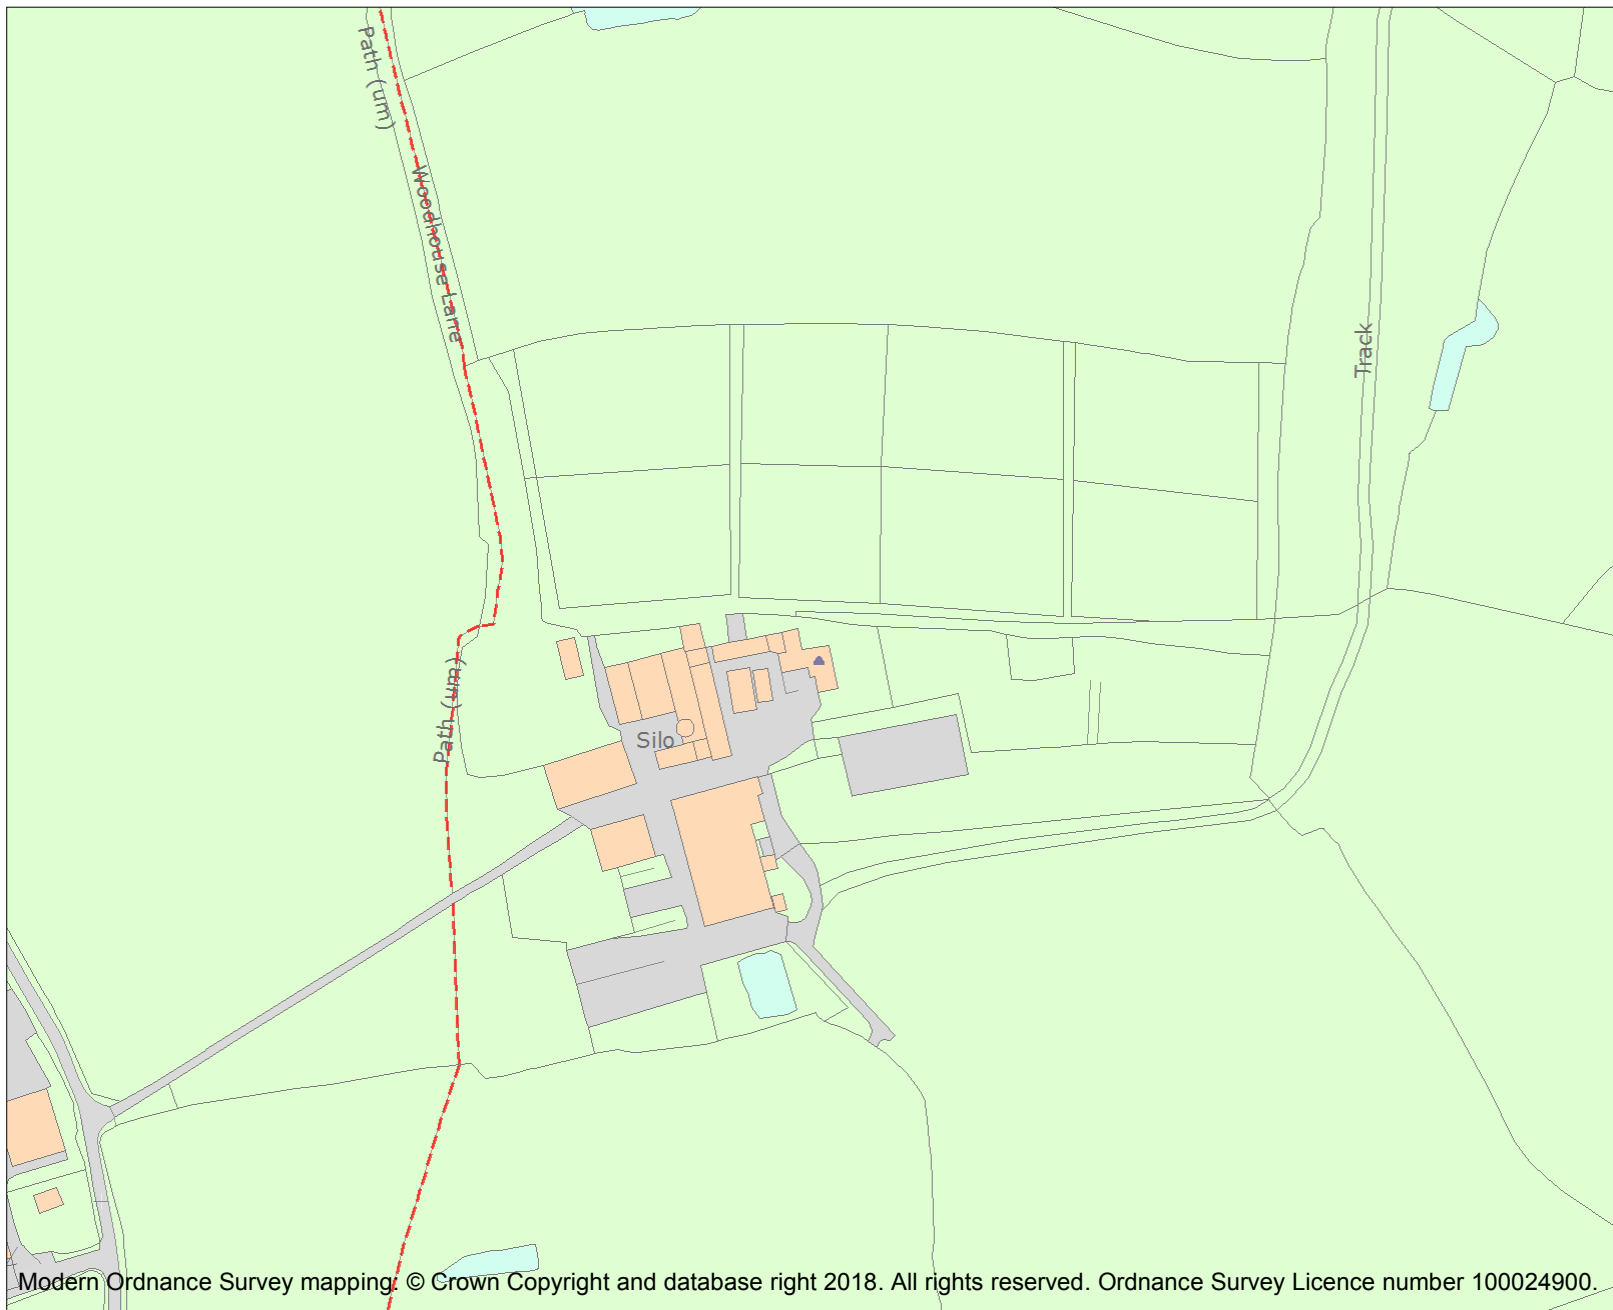 Path (um)
Woodhouse Lane
Track
Path (um)
Silo
Modern Ordnance Survey mapping: © Crown Copyright and database right 2018. All rights reserved. Ordnance Survey Licence number 100024900.